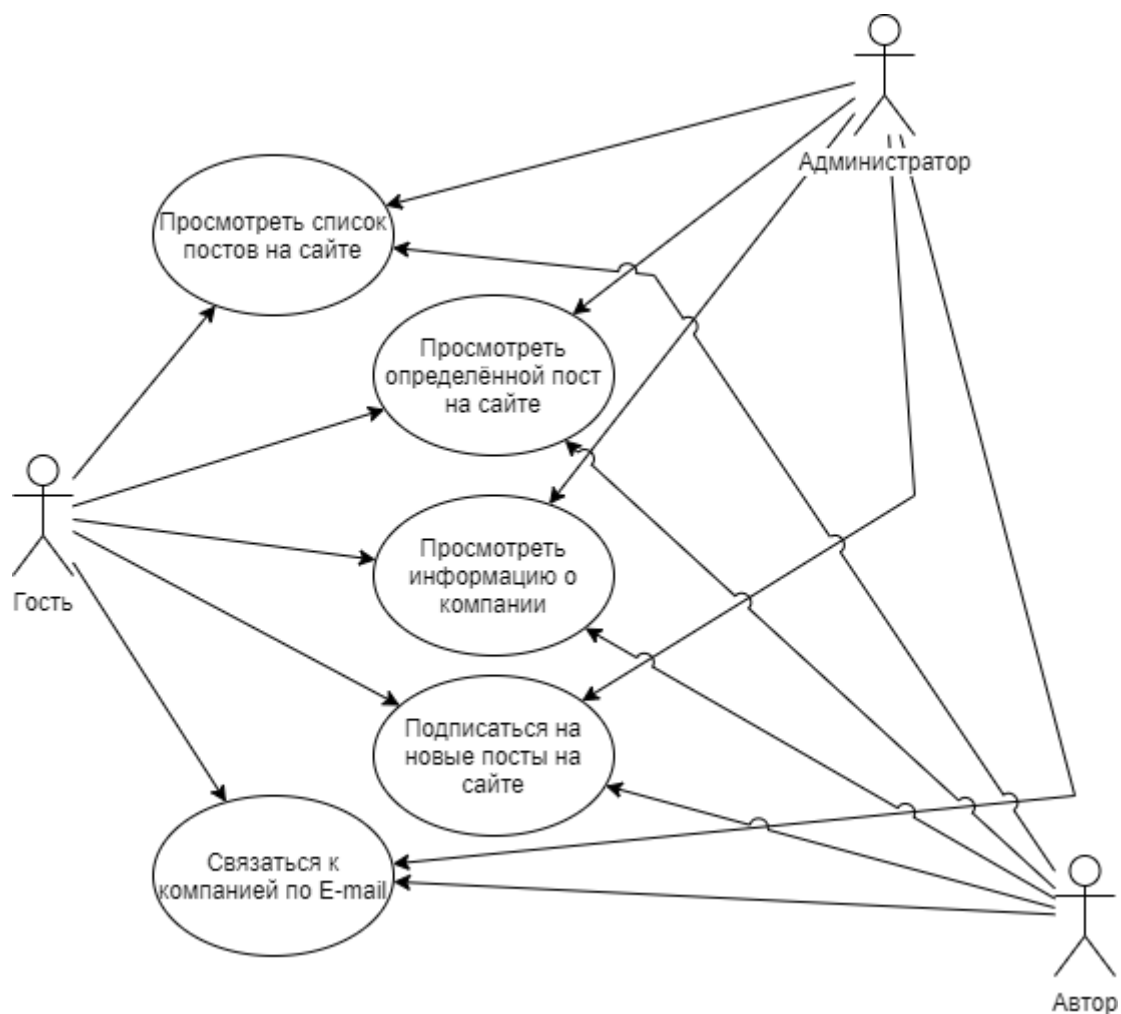 Администратор
Просмотреть список
постов на сайте
Просмотреть
определённой пост
на сайте
Просмотреть
информацию о
компании
Гость
Подписаться на
новые посты на
сайте
Связаться к
компанией по E-mail
Автор